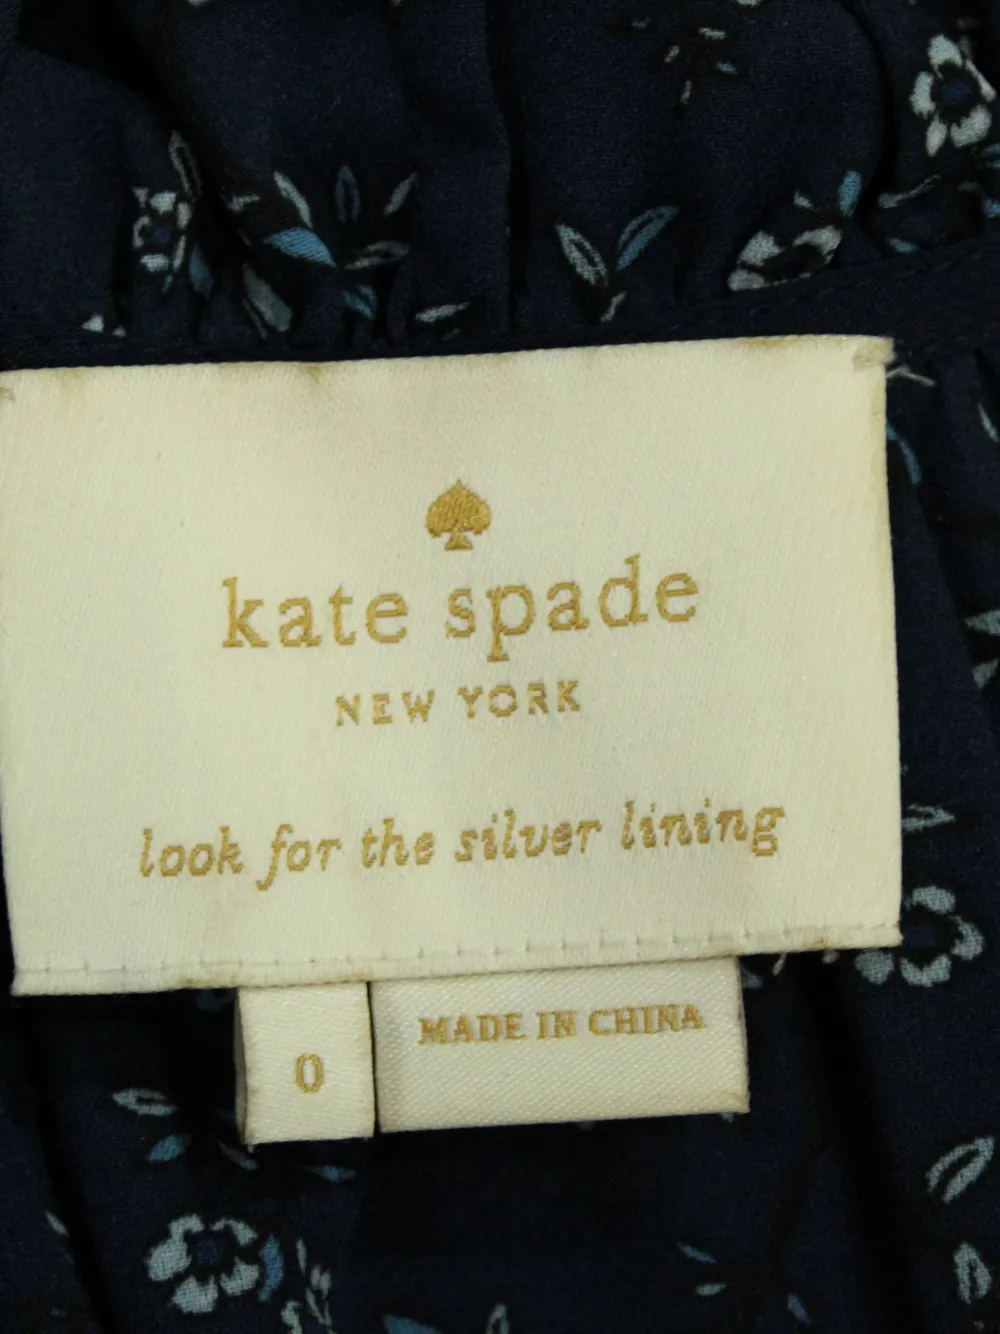 kate spade
NEW YORK
look for the silver lining
0
MADE IN CHINA